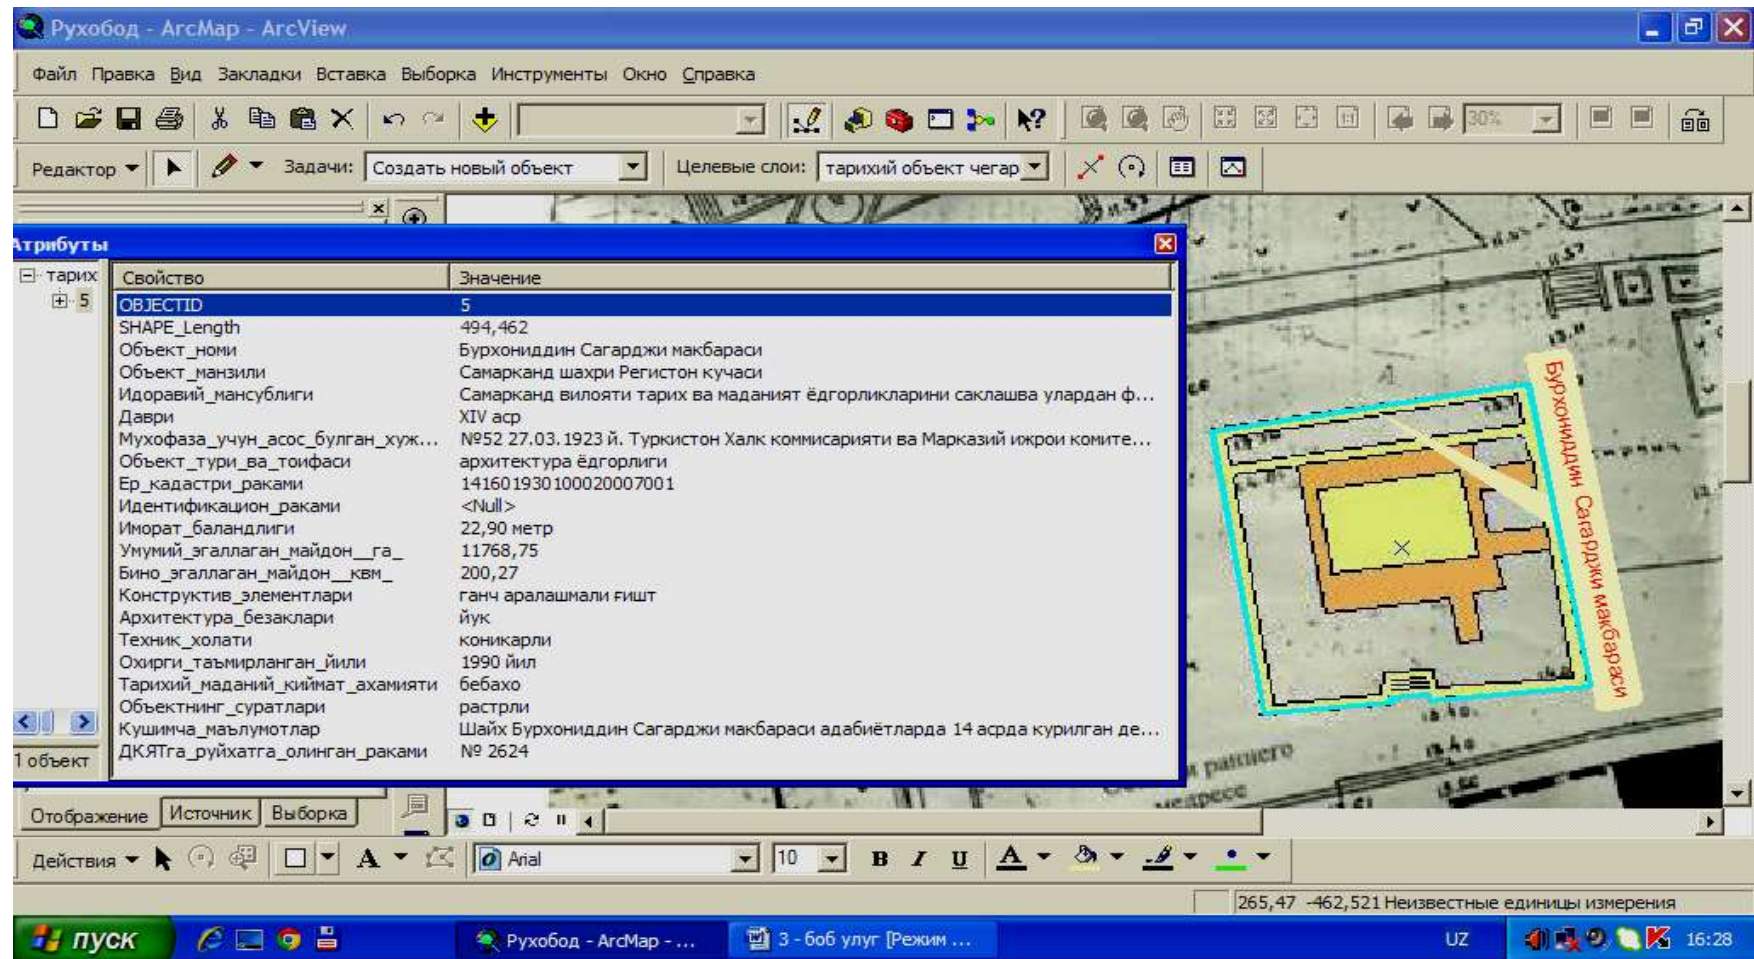 Рухобод - ArcMap - ArcView
Файл Правка Вид Закладки Вставка Выборка Инструменты Окно Справка
30%
Редактор Задачи: Создать новый объект Целевые слои: тарихий объект чегар
Атрибуты
тарих
5
Свойство Значение
OBJECTID 5
SHAPE_Length 494,462
Объект_номи Бурхониддин Сагарджи макбараси
Объект_манзили Самарканд шахри Регистон кучаси
Идоравий_мансублиги Самарканд вилояти тарих ва маданият ёдгорликларини саклашва улардан ф...
Даври XIV аср
Мухофаза_учун_асос_булган_хуж... №52 27.03.1923 й. Туркистон Халк коммисарияти ва Марказий ижрои комите...
Объект_тури_ва_тоифаси архитектура ёдгорлиги
Ер_кадастри_раками 141601930100020007001
Идентификацион_раками <Null>
Иморат_баландлиги 22,90 метр
Умумий_эгаллаган_майдон__га_ 11768,75
Бино_эгаллаган_майдон__квм_ 200,27
Конструктив_элементлари ганч аралашмали ғишт
Архитектура_безаклари йук
Техник_холати коникарли
Охирги_таъмирланган_йили 1990 йил
Тарихий_маданий_киймат_ахамияти бебахо
Объектнинг_суратлари растрли
Кушимча_маълумотлар Шайх Бурхониддин Сагарджи макбараси адабиётларда 14 асрда курилган де...
ДКЯТга_руйхатга_олинган_раками № 2624
1 объект
Бурхониддин Сагарджи макбараси
Отображение Источник Выборка
Действия A Arial 10 B I U A
265,47 -462,521 Неизвестные единицы измерения
пуск Рухобод - ArcMap - ... 3 - боб улуг [Режим ... UZ 16:28